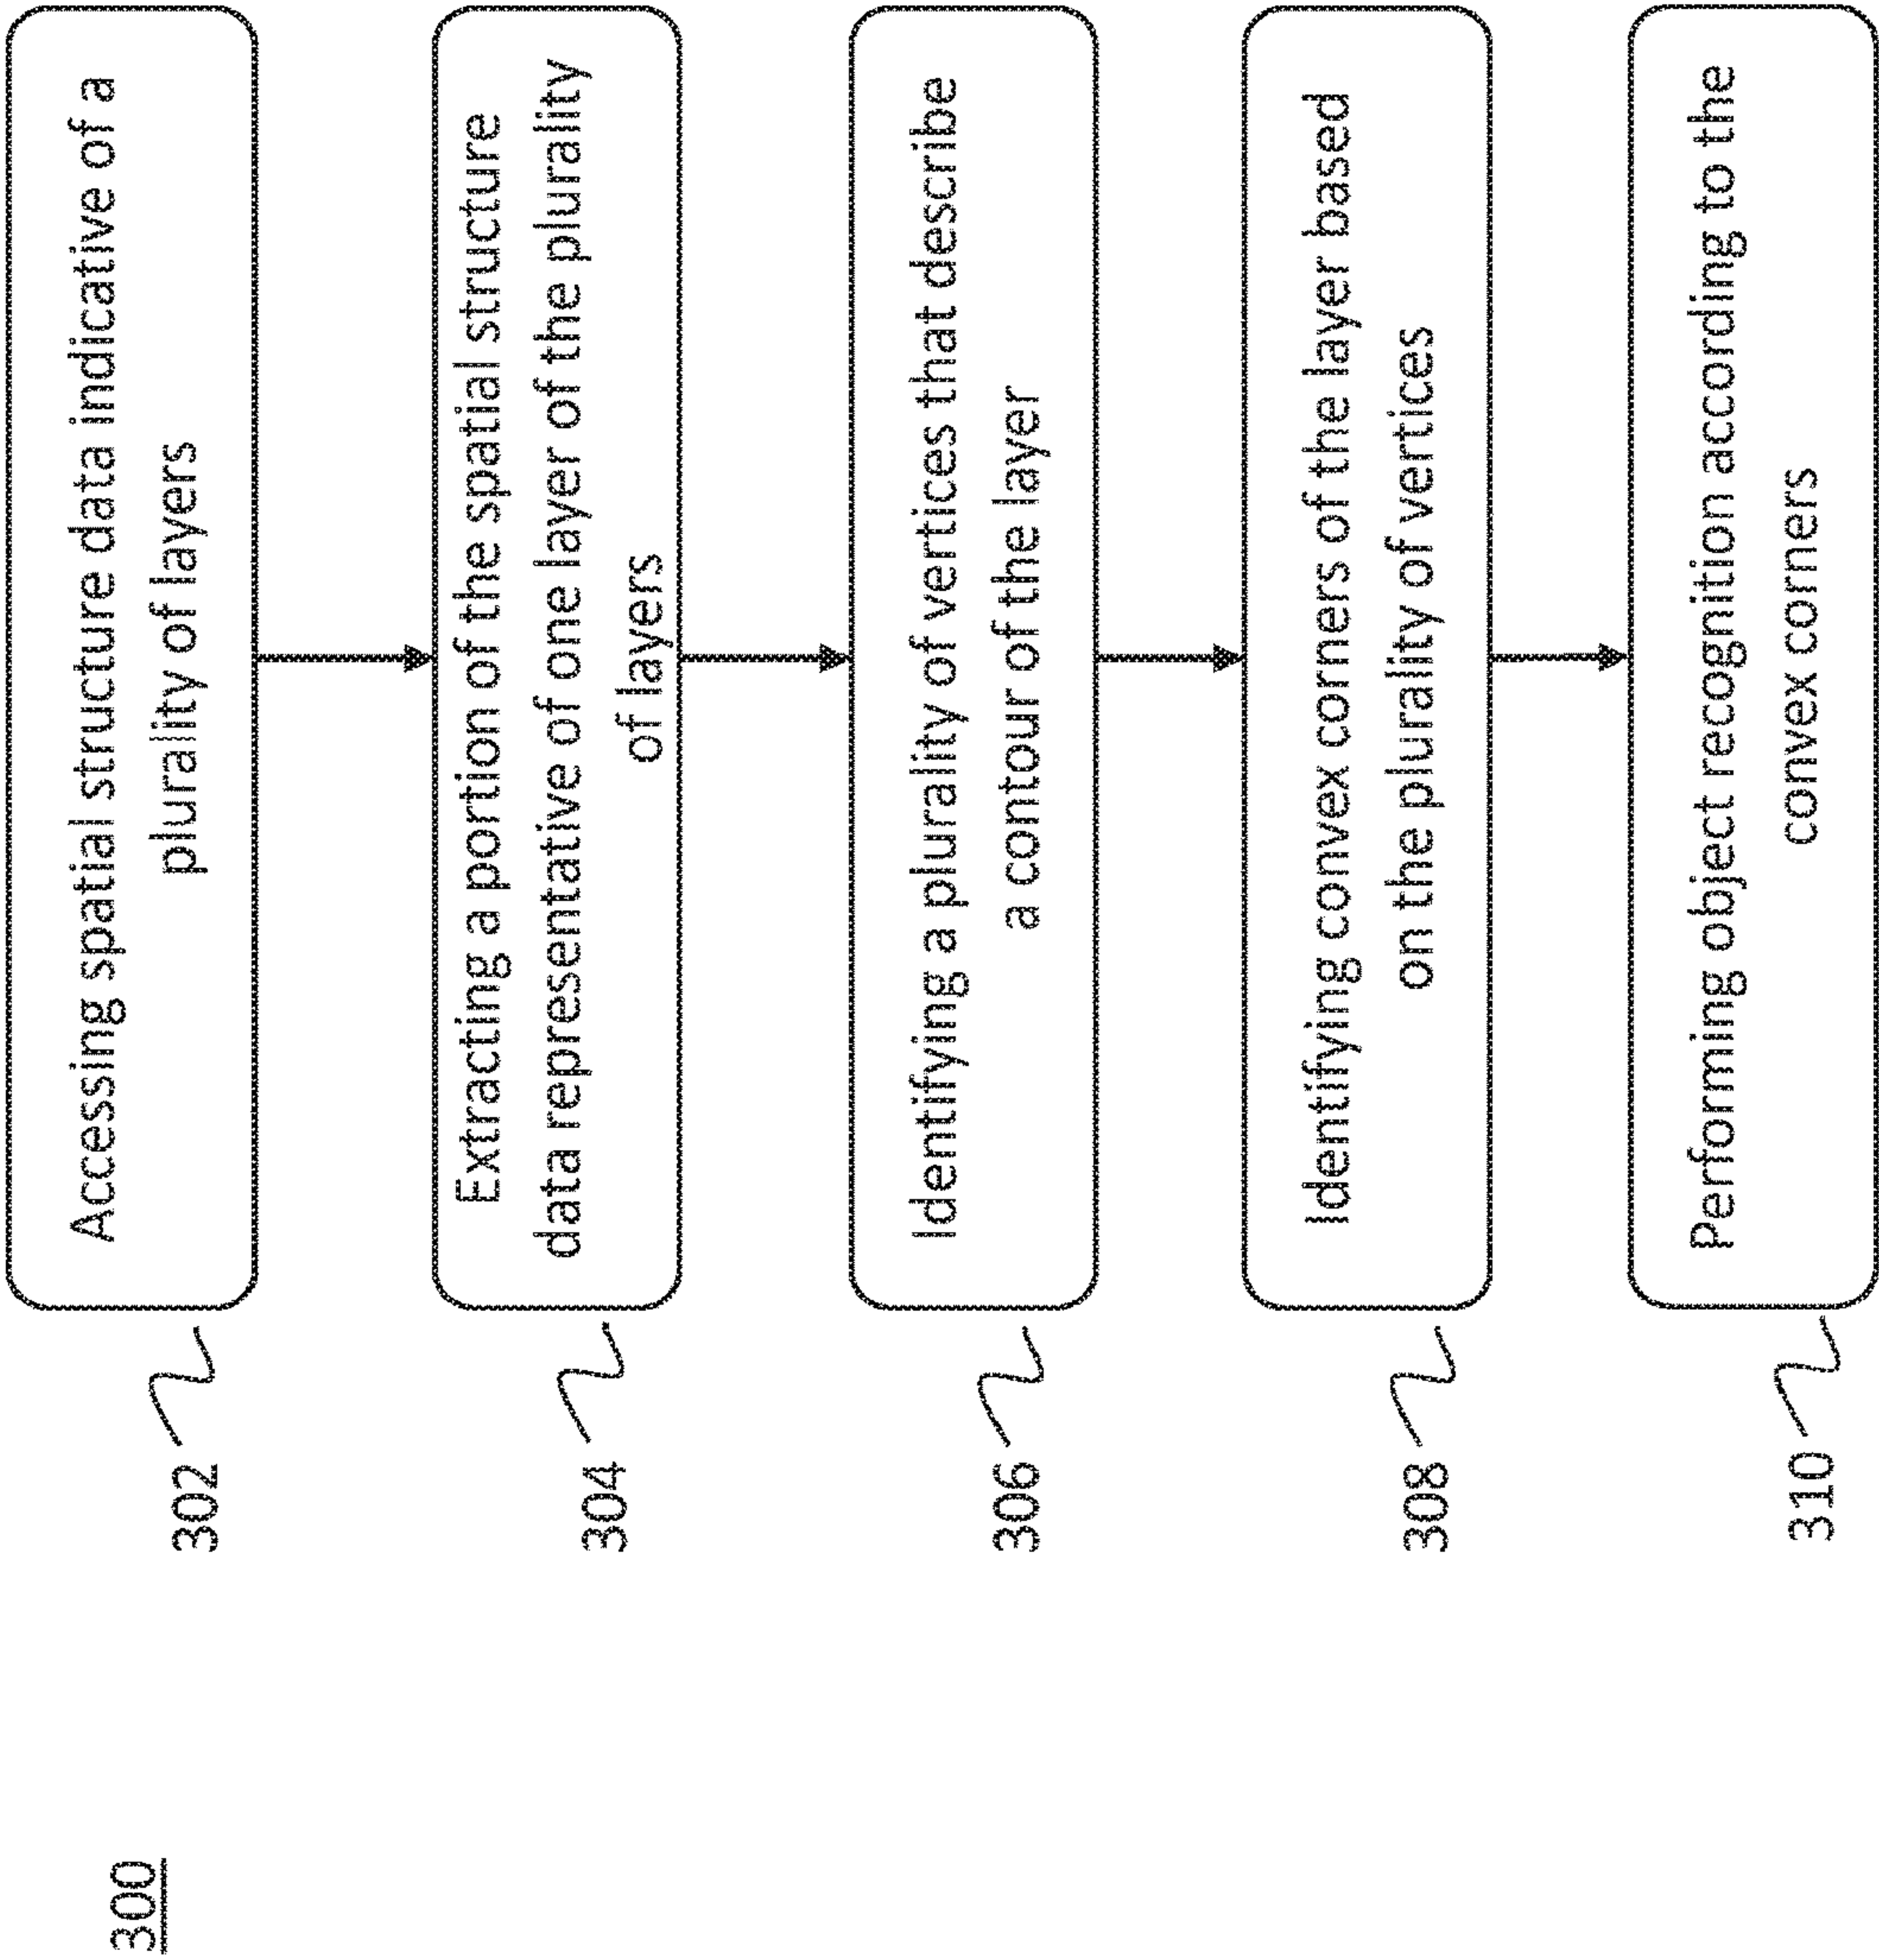 300
302
Accessing spatial structure data indicative of a
plurality of layers
304
Extracting a portion of the spatial structure
data representative of one layer of the plurality
of layers
306
Identifying a plurality of vertices that describe
a contour of the layer
308
Identifying convex corners of the layer based
on the plurality of vertices
310
Performing object recognition according to the
convex corners